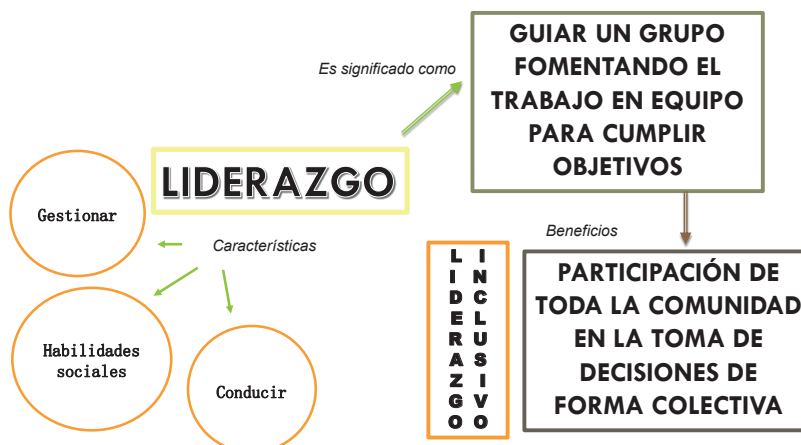 Es significado como
GUIAR UN GRUPO
FOMENTANDO EL
TRABAJO EN EQUIPO
PARA CUMPLIR
OBJETIVOS
LIDERAZGO
Gestionar
Características
Habilidades
sociales
Conducir
Beneficios
LIDERAZGO
INCLUSIVO
PARTICIPACIÓN DE
TODA LA COMUNIDAD
EN LA TOMA DE
DECISIONES DE
FORMA COLECTIVA